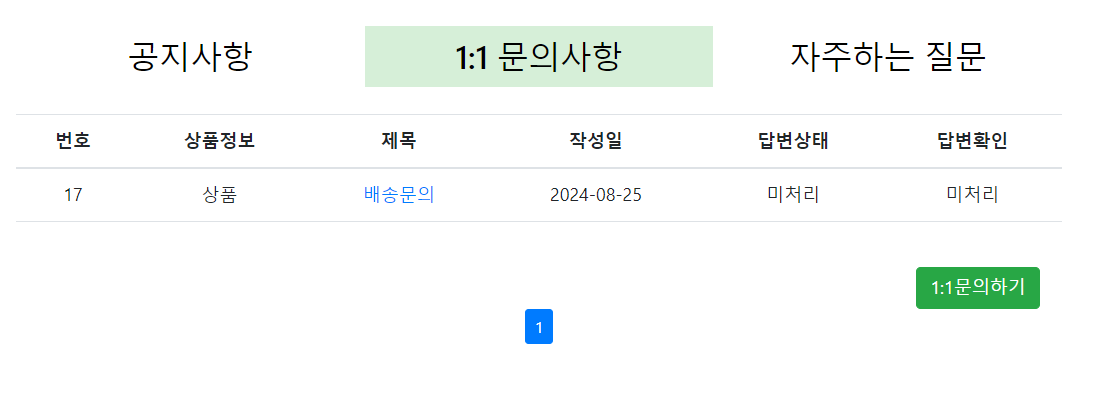 공지사항 1:1 문의사항 자주하는 질문
번호 상품정보 제목 작성일 답변상태 답변확인
17 상품 배송문의 2024-08-25 미처리 미처리
1:1문의하기
1